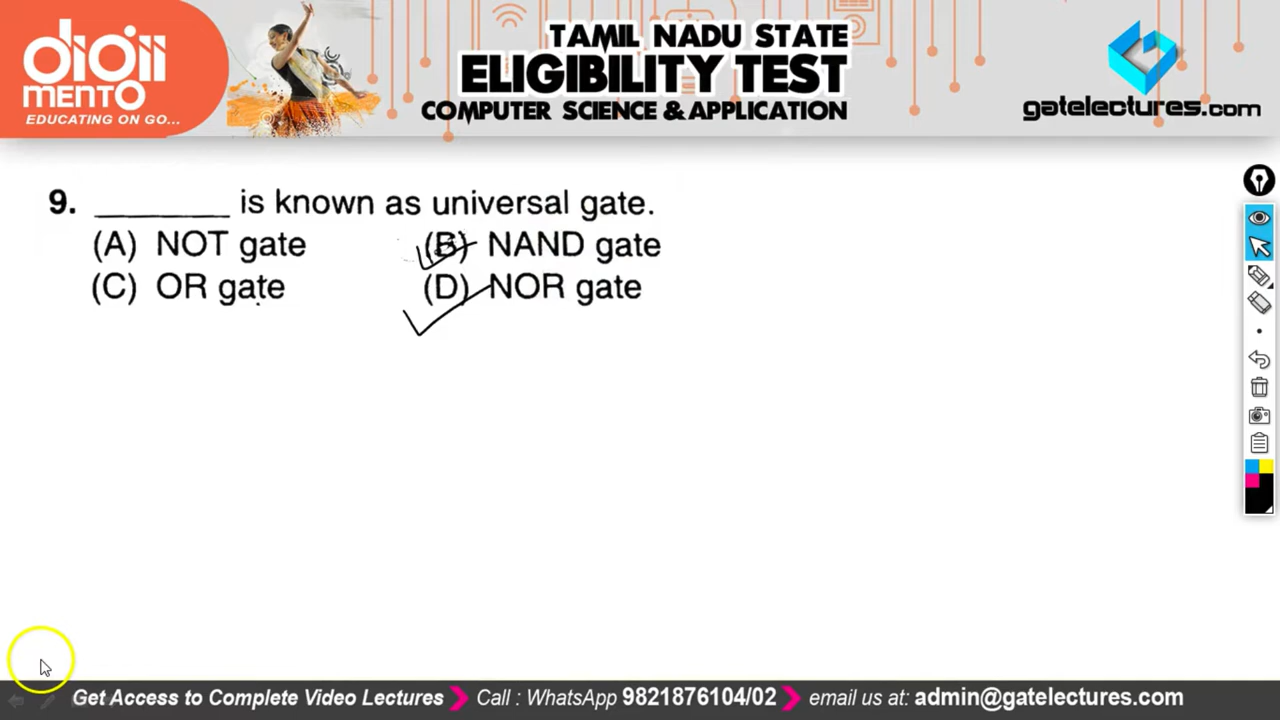 digii
mento
EDUCATING ON GO...
TAMIL NADU STATE
ELIGIBILITY TEST
COMPUTER SCIENCE & APPLICATION
gatelectures.com
9. ________ is known as universal gate.
(A) NOT gate (B) NAND gate
(C) OR gate (D) NOR gate
Get Access to Complete Video Lectures Call : WhatsApp 9821876104/02 email us at: admin@gatelectures.com